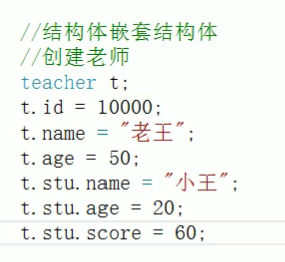 //结构体嵌套结构体
//创建老师
teacher t;
t.id = 10000;
t.name = "老王";
t.age = 50;
t.stu.name = "小王";
t.stu.age = 20;
t.stu.score = 60;